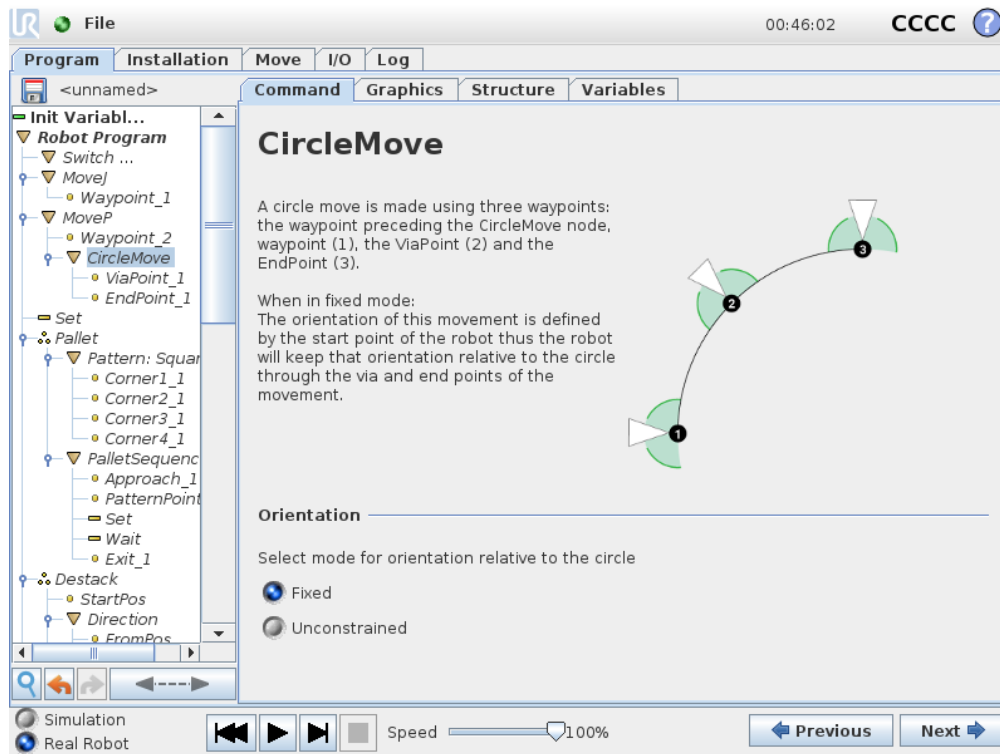 UR File 00:46:02 CCCC ?
Program Installation Move I/O Log
<unnamed>
Command Graphics Structure Variables
Init Variabl...
Robot Program
Switch ...
MoveJ
Waypoint_1
MoveP
Waypoint_2
CircleMove
ViaPoint_1
EndPoint_1
Set
Pallet
Pattern: Squar
Corner1_1
Corner2_1
Corner3_1
Corner4_1
PalletSequenc
Approach_1
PatternPoint
Set
Wait
Exit_1
Destack
StartPos
Direction
FromPos
CircleMove
A circle move is made using three waypoints:
the waypoint preceding the CircleMove node,
waypoint (1), the ViaPoint (2) and the
EndPoint (3).
When in fixed mode:
The orientation of this movement is defined
by the start point of the robot thus the robot
will keep that orientation relative to the circle
through the via and end points of the
movement.
3
2
1
Orientation
Select mode for orientation relative to the circle
Fixed
Unconstrained
Simulation
Real Robot
Speed 100%
Previous Next